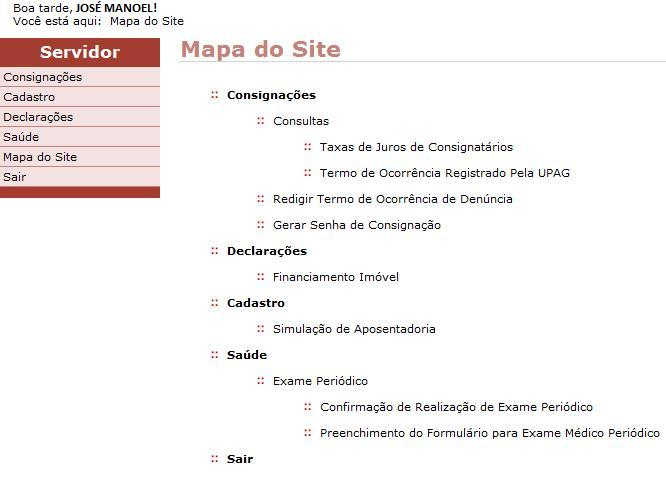 Boa tarde, JOSÉ MANOEL!
Você está aqui: Mapa do Site
Servidor
Consignações
Cadastro
Declarações
Saúde
Mapa do Site
Sair
Mapa do Site
:: Consignações
:: Consultas
:: Taxas de Juros de Consignatários
:: Termo de Ocorrência Registrado Pela UPAG
:: Redigir Termo de Ocorrência de Denúncia
:: Gerar Senha de Consignação
:: Declarações
:: Financiamento Imóvel
:: Cadastro
:: Simulação de Aposentadoria
:: Saúde
:: Exame Periódico
:: Confirmação de Realização de Exame Periódico
:: Preenchimento do Formulário para Exame Médico Periódico
:: Sair